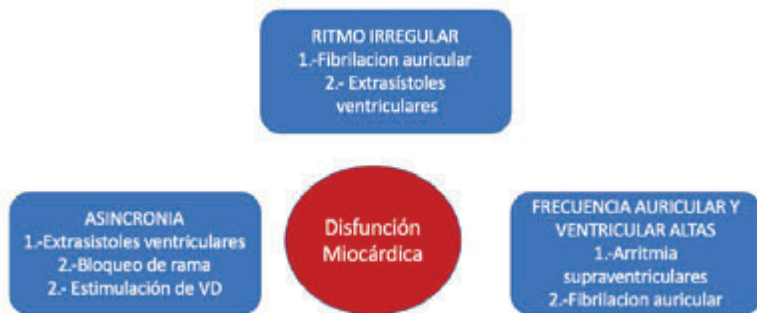 RITMO IRREGULAR
1.-Fibrilacion auricular
2.- Extrasístoles
ventriculares
ASINCRONIA
1.-Extrasistoles ventriculares
2.-Bloqueo de rama
2.- Estimulación de VD
Disfunción
Miocárdica
FRECUENCIA AURICULAR Y
VENTRICULAR ALTAS
1.-Arritmia
supraventriculares
2.-Fibrilacion auricular